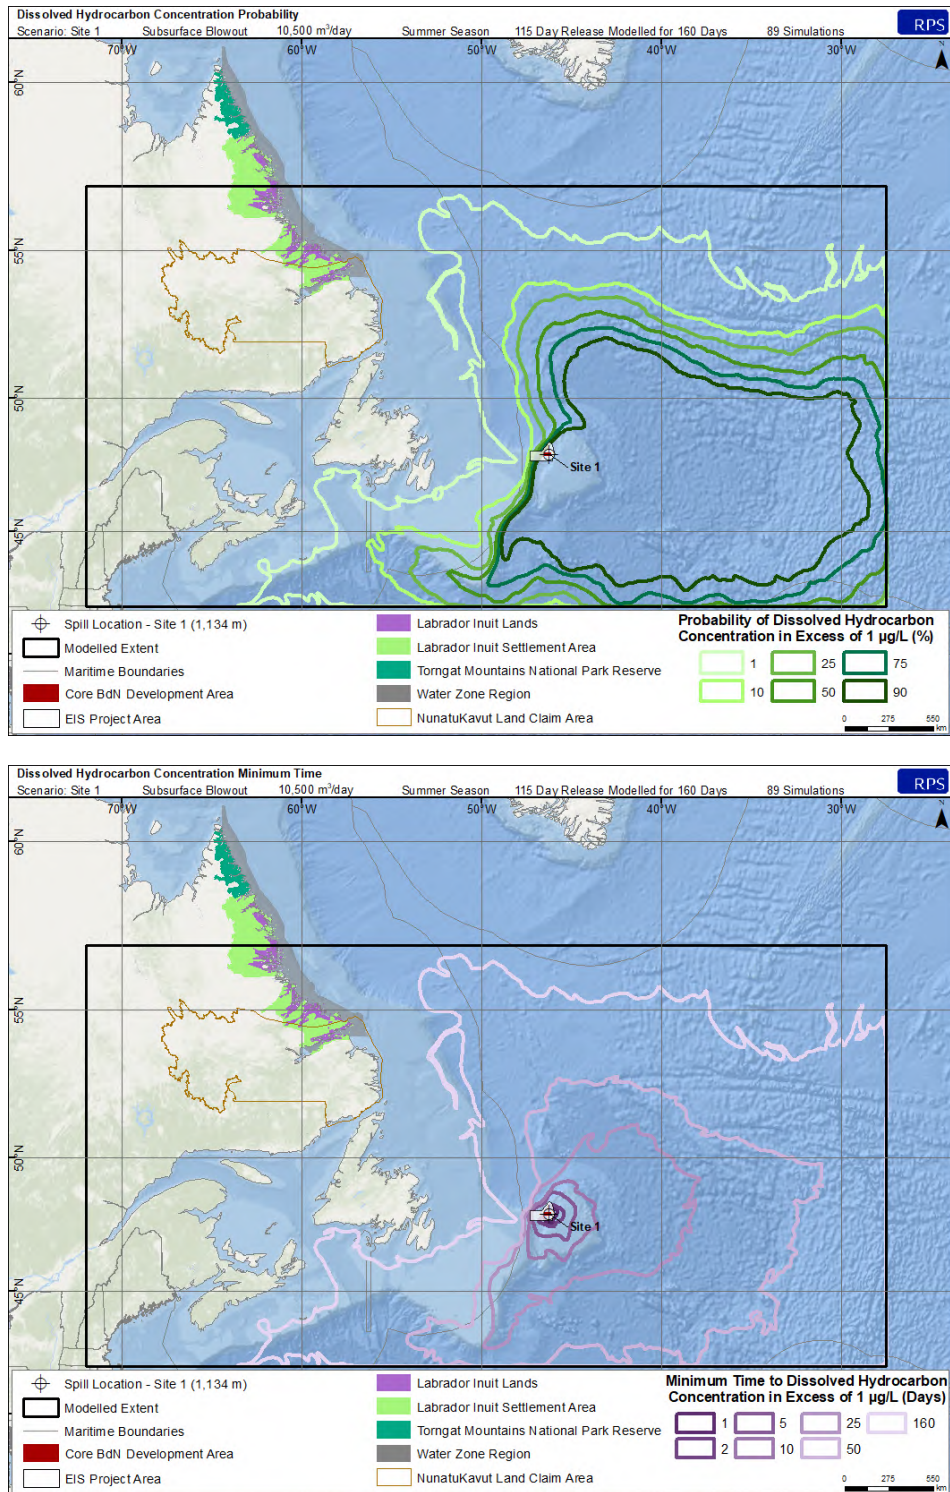 Dissolved Hydrocarbon Concentration Probability
Scenario: Site 1 Subsurface Blowout 10,500 m³/day Summer Season 115 Day Release Modelled for 160 Days 89 Simulations
RPS
70°W 60°W 50°W 40°W 30°W
N
60°N
55°N
50°N
45°N
Site 1
Spill Location - Site 1 (1,134 m)
Modelled Extent
Maritime Boundaries
Core BdN Development Area
EIS Project Area
Labrador Inuit Lands
Labrador Inuit Settlement Area
Torngat Mountains National Park Reserve
Water Zone Region
NunatuKavut Land Claim Area
Probability of Dissolved Hydrocarbon
Concentration in Excess of 1 µg/L (%)
1 25 75
10 50 90
0 275 550
km
Dissolved Hydrocarbon Concentration Minimum Time
Scenario: Site 1 Subsurface Blowout 10,500 m³/day Summer Season 115 Day Release Modelled for 160 Days 89 Simulations
RPS
70°W 60°W 50°W 40°W 30°W
N
60°N
55°N
50°N
45°N
Site 1
Spill Location - Site 1 (1,134 m)
Modelled Extent
Maritime Boundaries
Core BdN Development Area
EIS Project Area
Labrador Inuit Lands
Labrador Inuit Settlement Area
Torngat Mountains National Park Reserve
Water Zone Region
NunatuKavut Land Claim Area
Minimum Time to Dissolved Hydrocarbon
Concentration in Excess of 1 µg/L (Days)
1 5 25 160
2 10 50
0 275 550
km